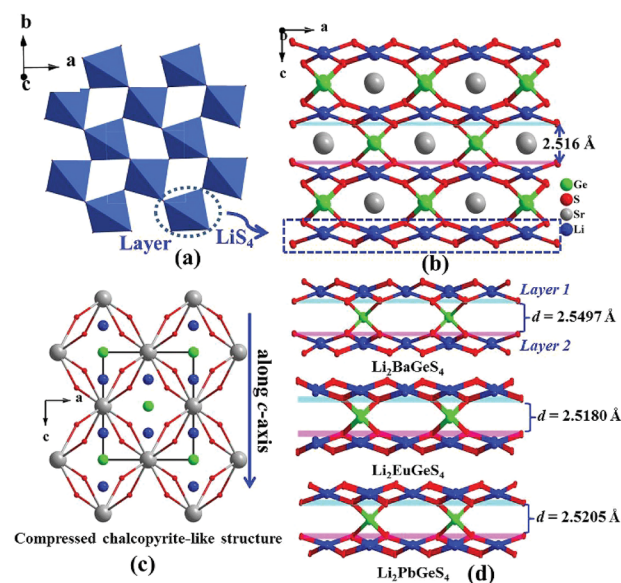 b
a
c
Layer
LiS4
(a)
b
a
c
2.516 Å
Ge
S
Sr
Li
(b)
a
c
along c-axis
Compressed chalcopyrite-like structure
(c)
Layer 1
d = 2.5497 Å
Layer 2
Li2BaGeS4
d = 2.5180 Å
Li2EuGeS4
d = 2.5205 Å
Li2PbGeS4
(d)